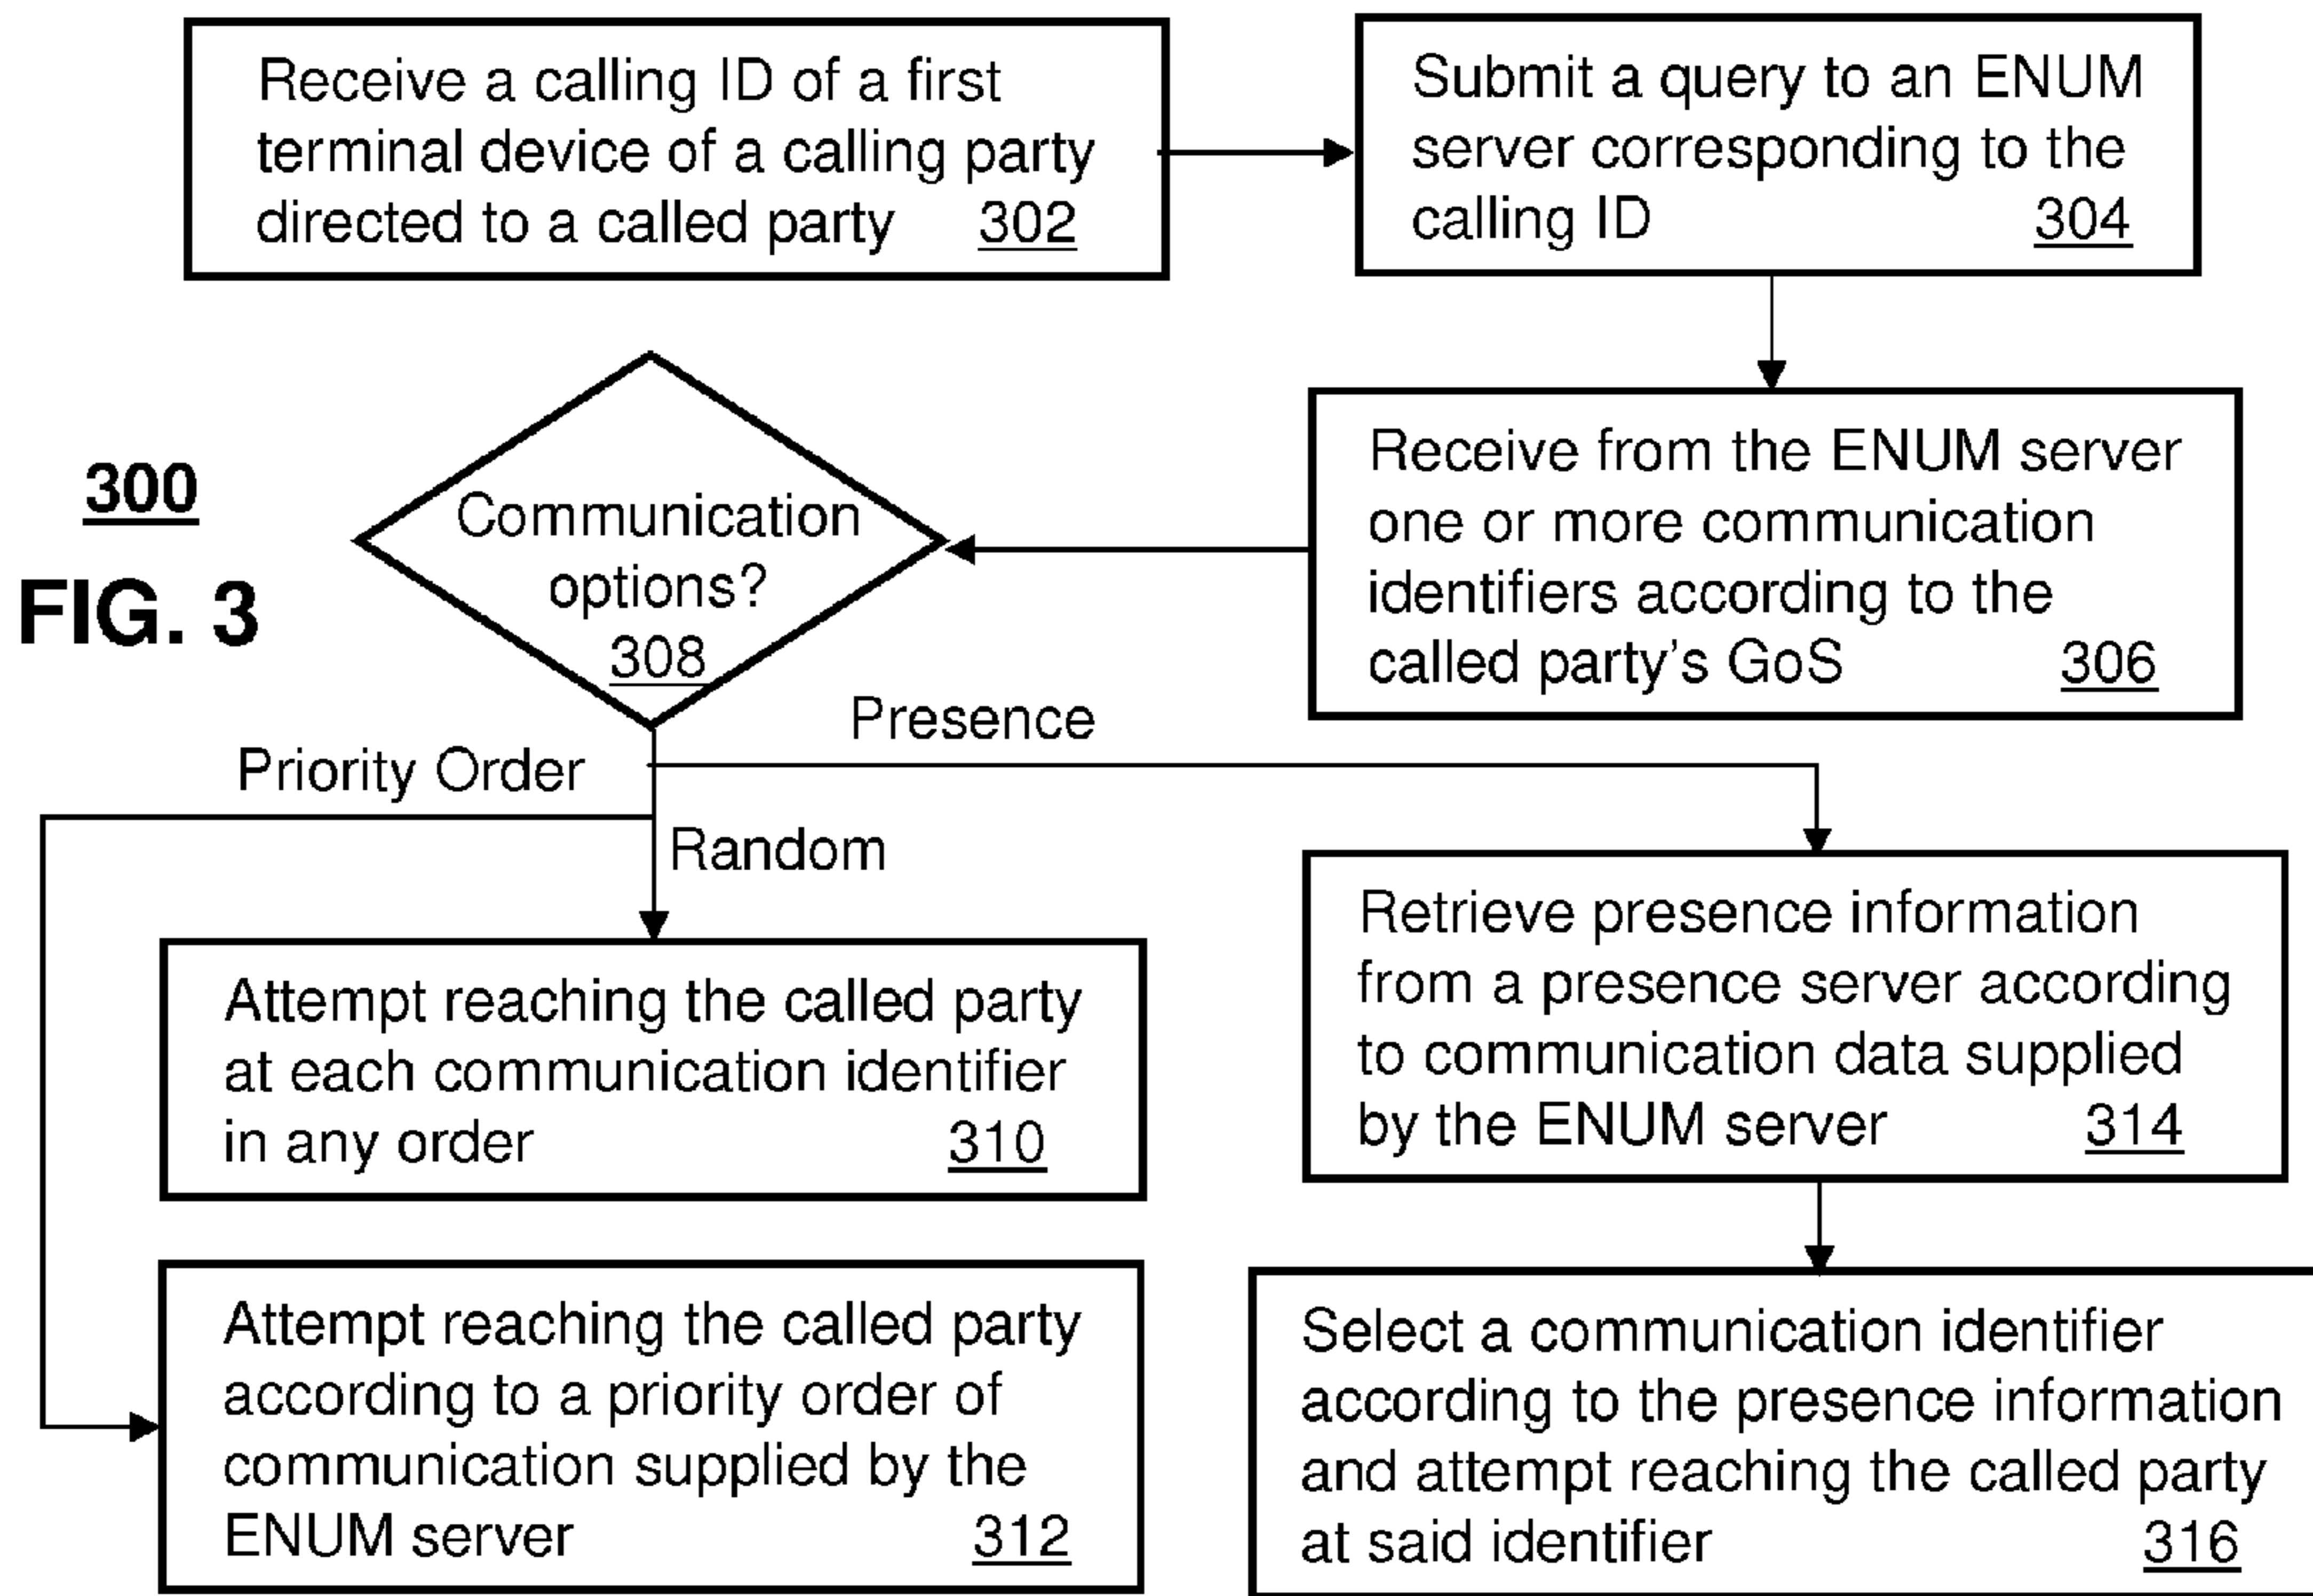 Receive a calling ID of a first
terminal device of a calling party
directed to a called party 302
Submit a query to an ENUM
server corresponding to the
calling ID 304
Receive from the ENUM server
one or more communication
identifiers according to the
called party's GoS 306
Communication
options?
308
300
FIG. 3
Presence
Priority Order
Random
Attempt reaching the called party
at each communication identifier
in any order 310
Attempt reaching the called party
according to a priority order of
communication supplied by the
ENUM server 312
Retrieve presence information
from a presence server according
to communication data supplied
by the ENUM server 314
Select a communication identifier
according to the presence information
and attempt reaching the called party
at said identifier 316